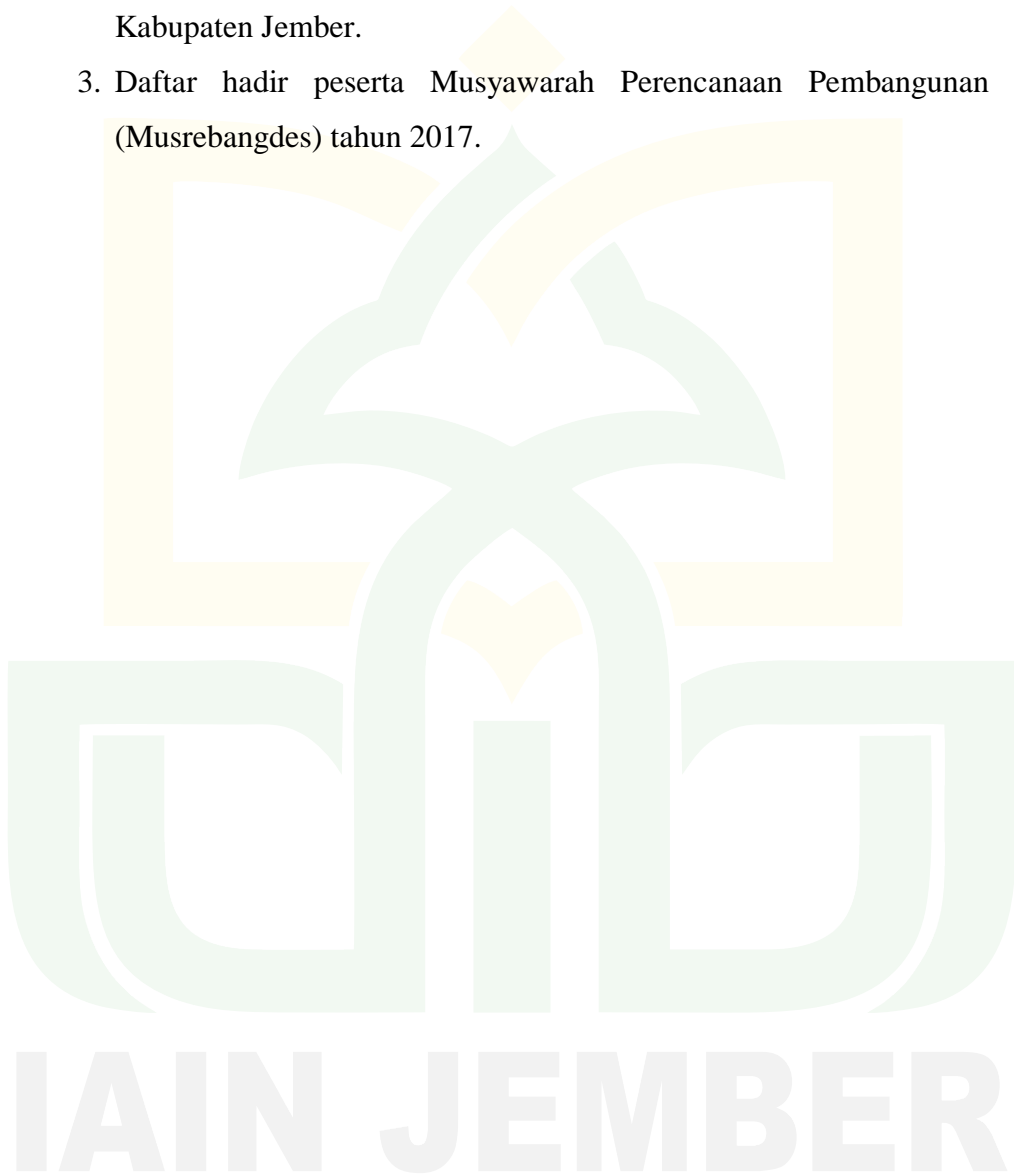 Kabupaten Jember.
3. Daftar hadir peserta Musyawarah Perencanaan Pembangunan
(Musrebangdes) tahun 2017.
IAIN JEMBER